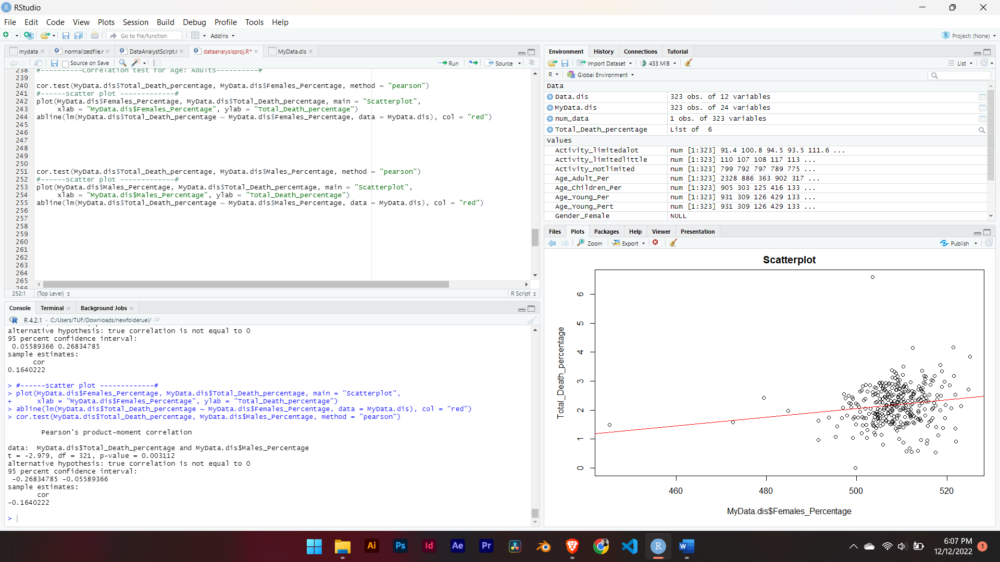 RStudio
File Edit Code View Plots Session Build Debug Profile Tools Help
Go to file/function Addins Project: (None)
mydata normalizedfile.r DataAnalystScirpt.r dataanalysisproj.R* MyData.dis
Source on Save Run Source
238 #----------Correlation test for Age: Adults----------#
239
240 cor.test(MyData.dis$Total_Death_percentage, MyData.dis$Females_Percentage, method = "pearson")
241 #------scatter plot -------------#
242 plot(MyData.dis$Females_Percentage, MyData.dis$Total_Death_percentage, main = "Scatterplot",
243 xlab = "MyData.dis$Females_Percentage", ylab = "Total_Death_percentage")
244 abline(lm(MyData.dis$Total_Death_percentage ~ MyData.dis$Females_Percentage, data = MyData.dis), col = "red")
245
246
247
248
249
250
251 cor.test(MyData.dis$Total_Death_percentage, MyData.dis$Males_Percentage, method = "pearson")
252 #------scatter plot -------------#
253 plot(MyData.dis$Males_Percentage, MyData.dis$Total_Death_percentage, main = "Scatterplot",
254 xlab = "MyData.dis$Males_Percentage", ylab = "Total_Death_percentage")
255 abline(lm(MyData.dis$Total_Death_percentage ~ MyData.dis$Males_Percentage, data = MyData.dis), col = "red")
256
257
258
259
260
261
262
263
264
265
266
252:1 (Top Level) R Script
Console Terminal Background Jobs
R 4.2.1 · C:/Users/TUF/Downloads/newfolderuel/
alternative hypothesis: true correlation is not equal to 0
95 percent confidence interval:
0.05589366 0.26834785
sample estimates:
cor
0.1640222
> #------scatter plot -------------#
> plot(MyData.dis$Females_Percentage, MyData.dis$Total_Death_percentage, main = "Scatterplot",
+ xlab = "MyData.dis$Females_Percentage", ylab = "Total_Death_percentage")
> abline(lm(MyData.dis$Total_Death_percentage ~ MyData.dis$Females_Percentage, data = MyData.dis), col = "red")
> cor.test(MyData.dis$Total_Death_percentage, MyData.dis$Males_Percentage, method = "pearson")
Pearson's product-moment correlation
data: MyData.dis$Total_Death_percentage and MyData.dis$Males_Percentage
t = -2.979, df = 321, p-value = 0.003112
alternative hypothesis: true correlation is not equal to 0
95 percent confidence interval:
-0.26834785 -0.05589366
sample estimates:
cor
-0.1640222
>
Environment History Connections Tutorial
Import Dataset 433 MiB List
R Global Environment
Data
Data.dis 323 obs. of 12 variables
MyData.dis 323 obs. of 24 variables
num_data 1 obs. of 323 variables
Total_Death_percentage List of 6
Values
Activity_limitedalot num [1:323] 91.4 100.8 94.5 93.5 111.6 ...
Activity_limitedlittle num [1:323] 110 107 108 117 113 ...
Activity_notlimited num [1:323] 799 792 797 789 775 ...
Age_Adult_Per num [1:323] 2328 886 363 902 317 ...
Age_Children_Per num [1:323] 905 303 125 416 133 ...
Age_Young_Per num [1:323] 931 309 126 429 133 ...
Age_Young_Pert num [1:323] 931 309 126 429 133 ...
Gender_Female NULL
Files Plots Packages Help Viewer Presentation
Zoom Export Publish
Scatterplot
Total_Death_percentage
6
5
4
3
2
1
0
460 480 500 520
MyData.dis$Females_Percentage
Ai Ps Id Ae Pr R W
6:07 PM
12/12/2022
1